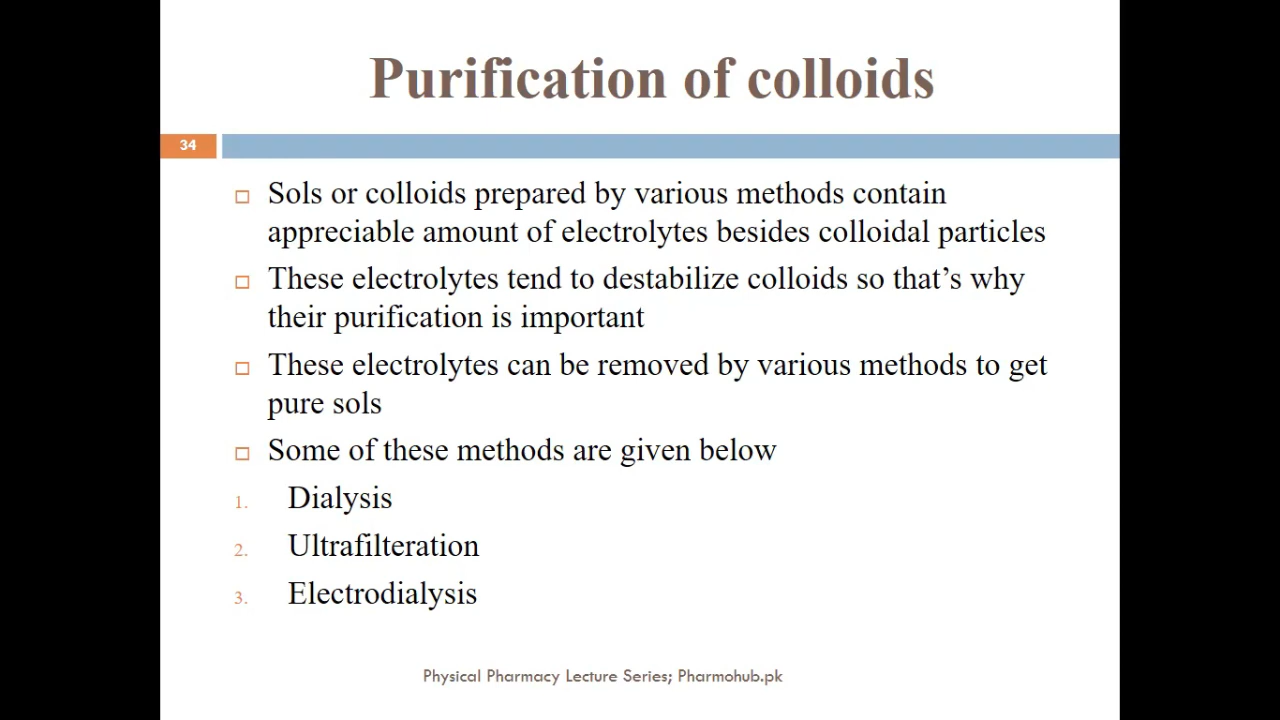 Purification of colloids
34
Sols or colloids prepared by various methods contain
appreciable amount of electrolytes besides colloidal particles
These electrolytes tend to destabilize colloids so that’s why
their purification is important
These electrolytes can be removed by various methods to get
pure sols
Some of these methods are given below
1. Dialysis
2. Ultrafilteration
3. Electrodialysis
Physical Pharmacy Lecture Series; Pharmohub.pk